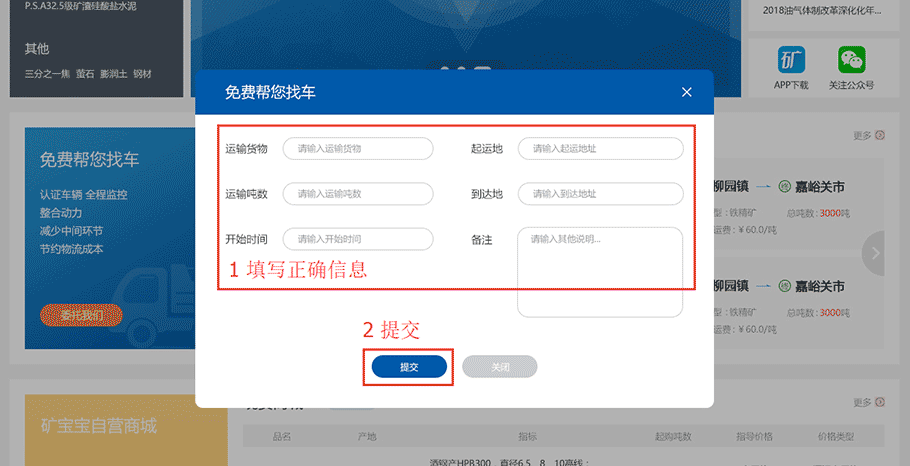 P.S.A32.5级矿渣硅酸盐水泥
其他
三分之一焦 萤石 膨润土 钢材
2018油气体制改革深化化年...
矿
APP下载 关注公众号
免费帮您找车
运输货物 请输入运输货物 起运地 请输入起运地址
运输吨数 请输入运输吨数 到达地 请输入到达地址
开始时间 请输入开始时间 备注 请输入其他说明...
1 填写正确信息
2 提交
提交 关闭
免费帮您找车
认证车辆 全程监控
整合动力
减少中间环节
节约物流成本
委托我们
更多
柳园镇 终 嘉峪关市
型 : 铁精矿 总吨数 : 3000吨
运费 : ¥ 60.0/吨
柳园镇 终 嘉峪关市
型 : 铁精矿 总吨数 : 3000吨
运费 : ¥ 60.0/吨
矿宝宝自营商城
更多
品名 产地 指标 起购吨数 指导价格 价格类型
酒钢产HPB300，直径6.5、8、10高线；